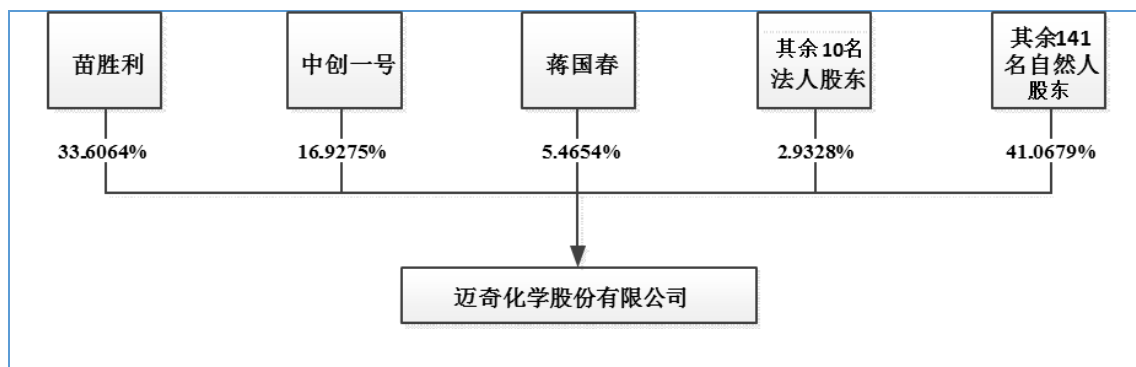 苗胜利
中创一号
蒋国春
其余10名
法人股东
其余141
名自然人
股东
33.6064%
16.9275%
5.4654%
2.9328%
41.0679%
迈奇化学股份有限公司